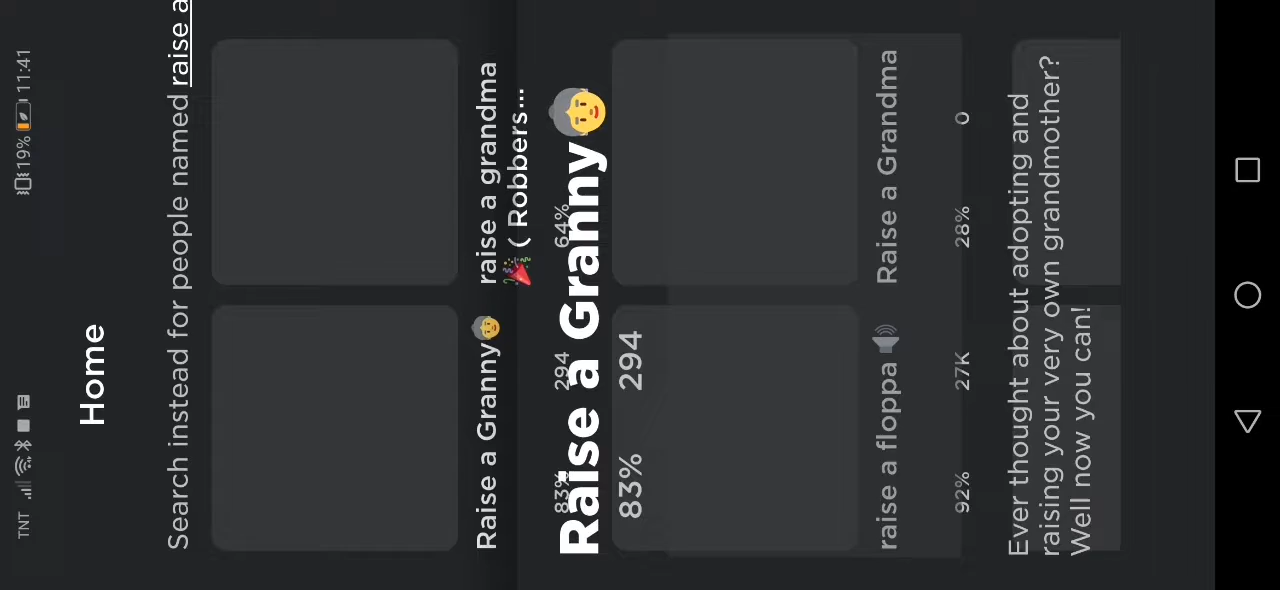 TNT
19% 11:41
Home
Search instead for people named raise a
Raise a Granny👵
83% 294
raise a grandma
🎉 ( Robbers...
64%
Raise a Granny👵
83% 294
raise a floppa 🔊
92% 27K
Raise a Grandma
28% 0
Ever thought about adopting and
raising your very own grandmother?
Well now you can!